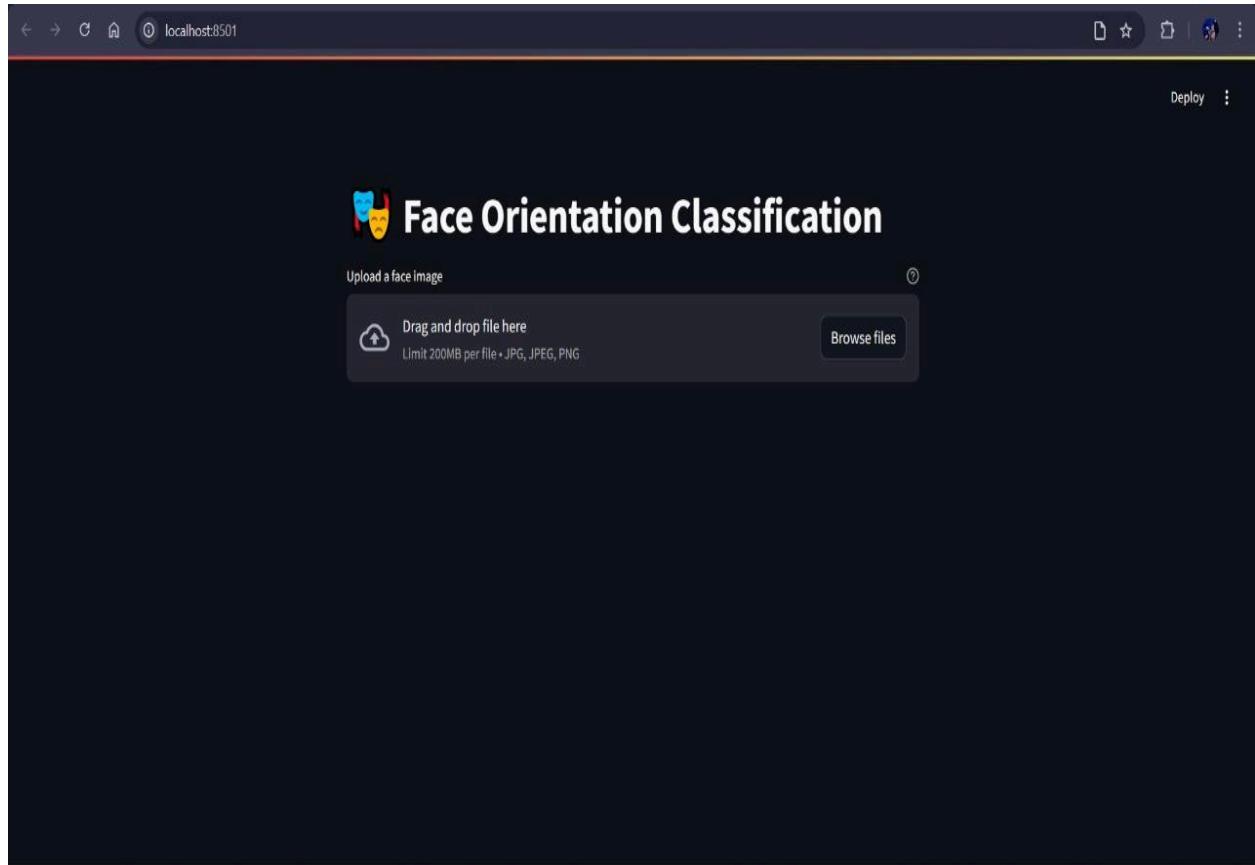 localhost:8501
Deploy
Face Orientation Classification
Upload a face image
Drag and drop file here
Limit 200MB per file • JPG, JPEG, PNG
Browse files